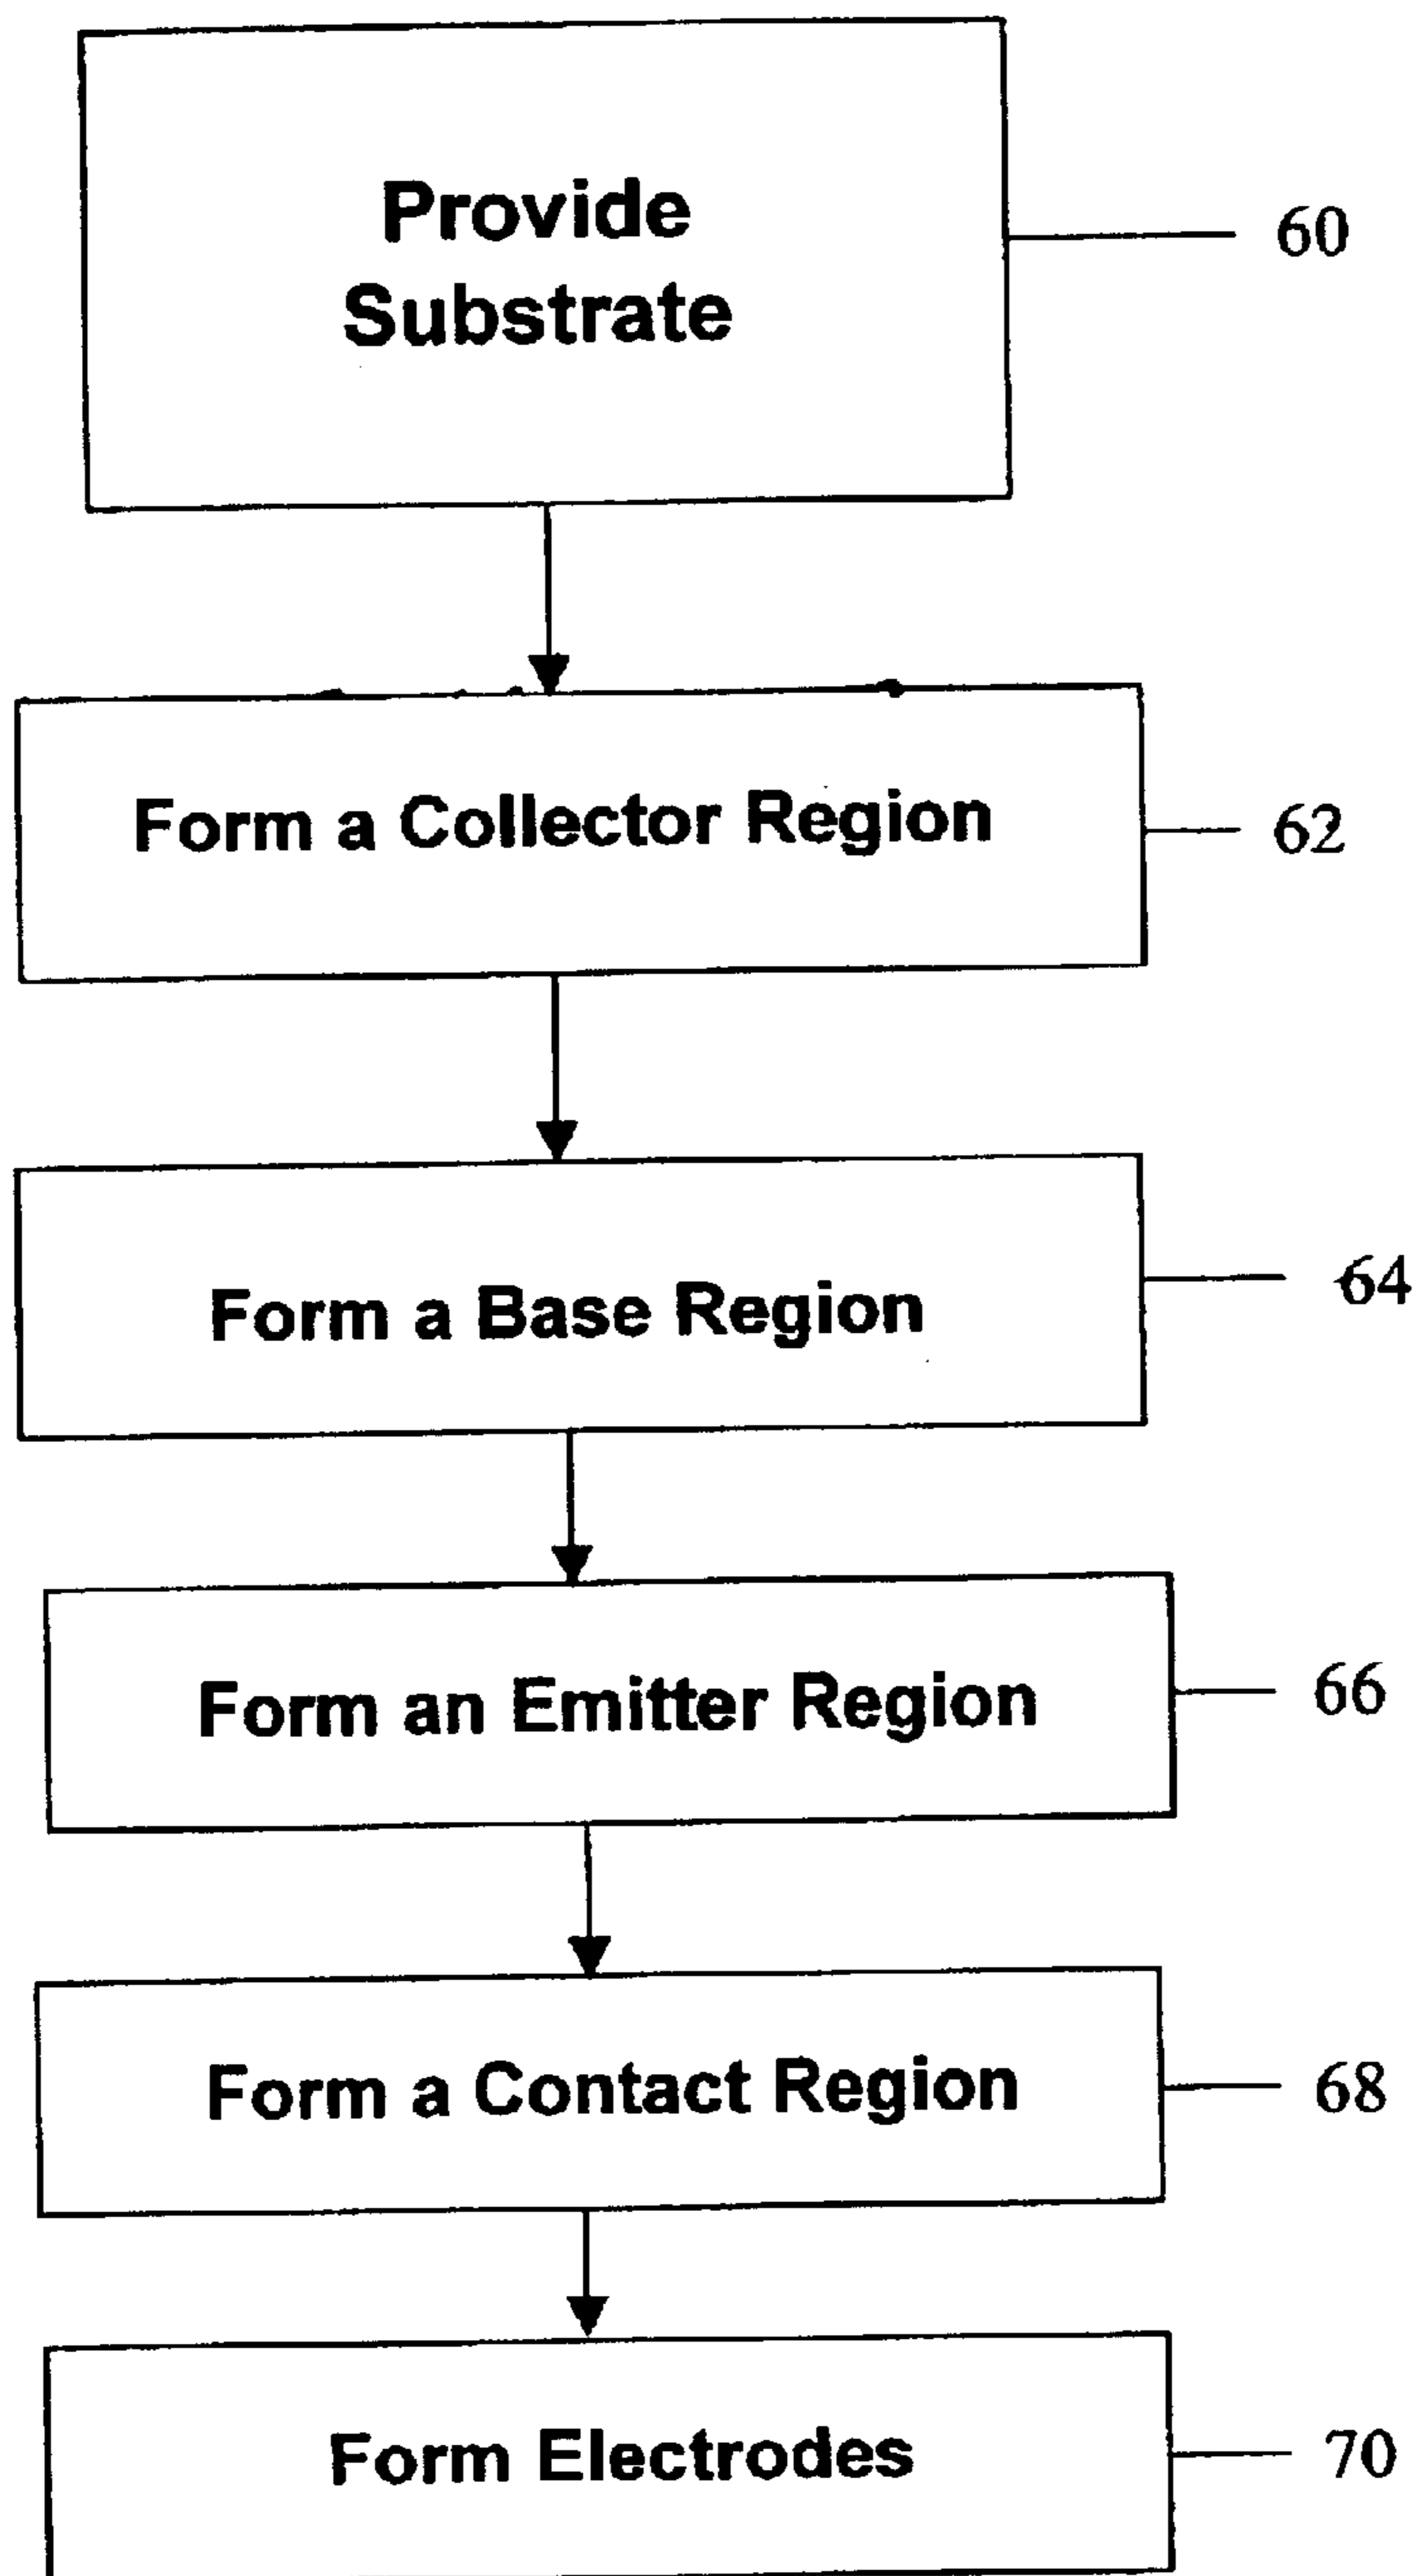 Provide
Substrate
60
Form a Collector Region
62
Form a Base Region
64
Form an Emitter Region
66
Form a Contact Region
68
Form Electrodes
70